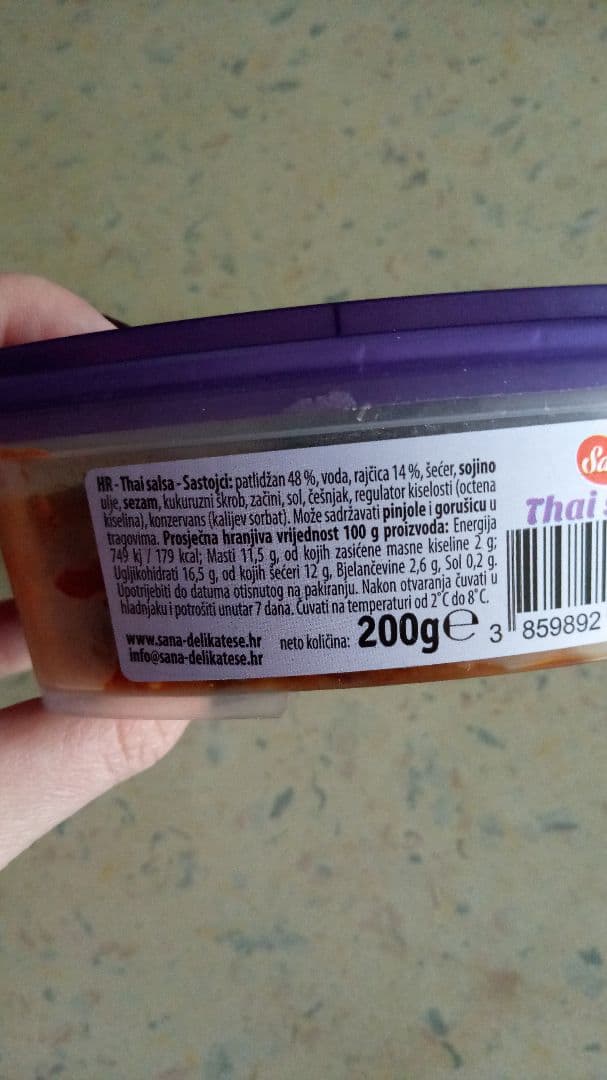 HR - Thai salsa - Sastojci: patlidžan 48 %, voda, rajčica 14 %, šećer, sojino
ulje, sezam, kukuruzni škrob, začini, sol, češnjak, regulator kiselosti (octena
kiselina), konzervans (kalijev sorbat). Može sadržavati pinjole i gorušicu u
tragovima. Prosječna hranjiva vrijednost 100 g proizvoda: Energija
749 kj / 179 kcal; Masti 11,5 g, od kojih zasićene masne kiseline 2 g;
Ugljikohidrati 16,5 g, od kojih šećeri 12 g, Bjelančevine 2,6 g, Sol 0,2 g.
Upotrijebiti do datuma otisnutog na pakiranju. Nakon otvaranja čuvati u
hladnjaku i potrošiti unutar 7 dana. Čuvati na temperaturi od 2°C do 8°C.
www.sana-delikatese.hr
info@sana-delikatese.hr
neto količina: 200g e
Sa
Thai
3 859892